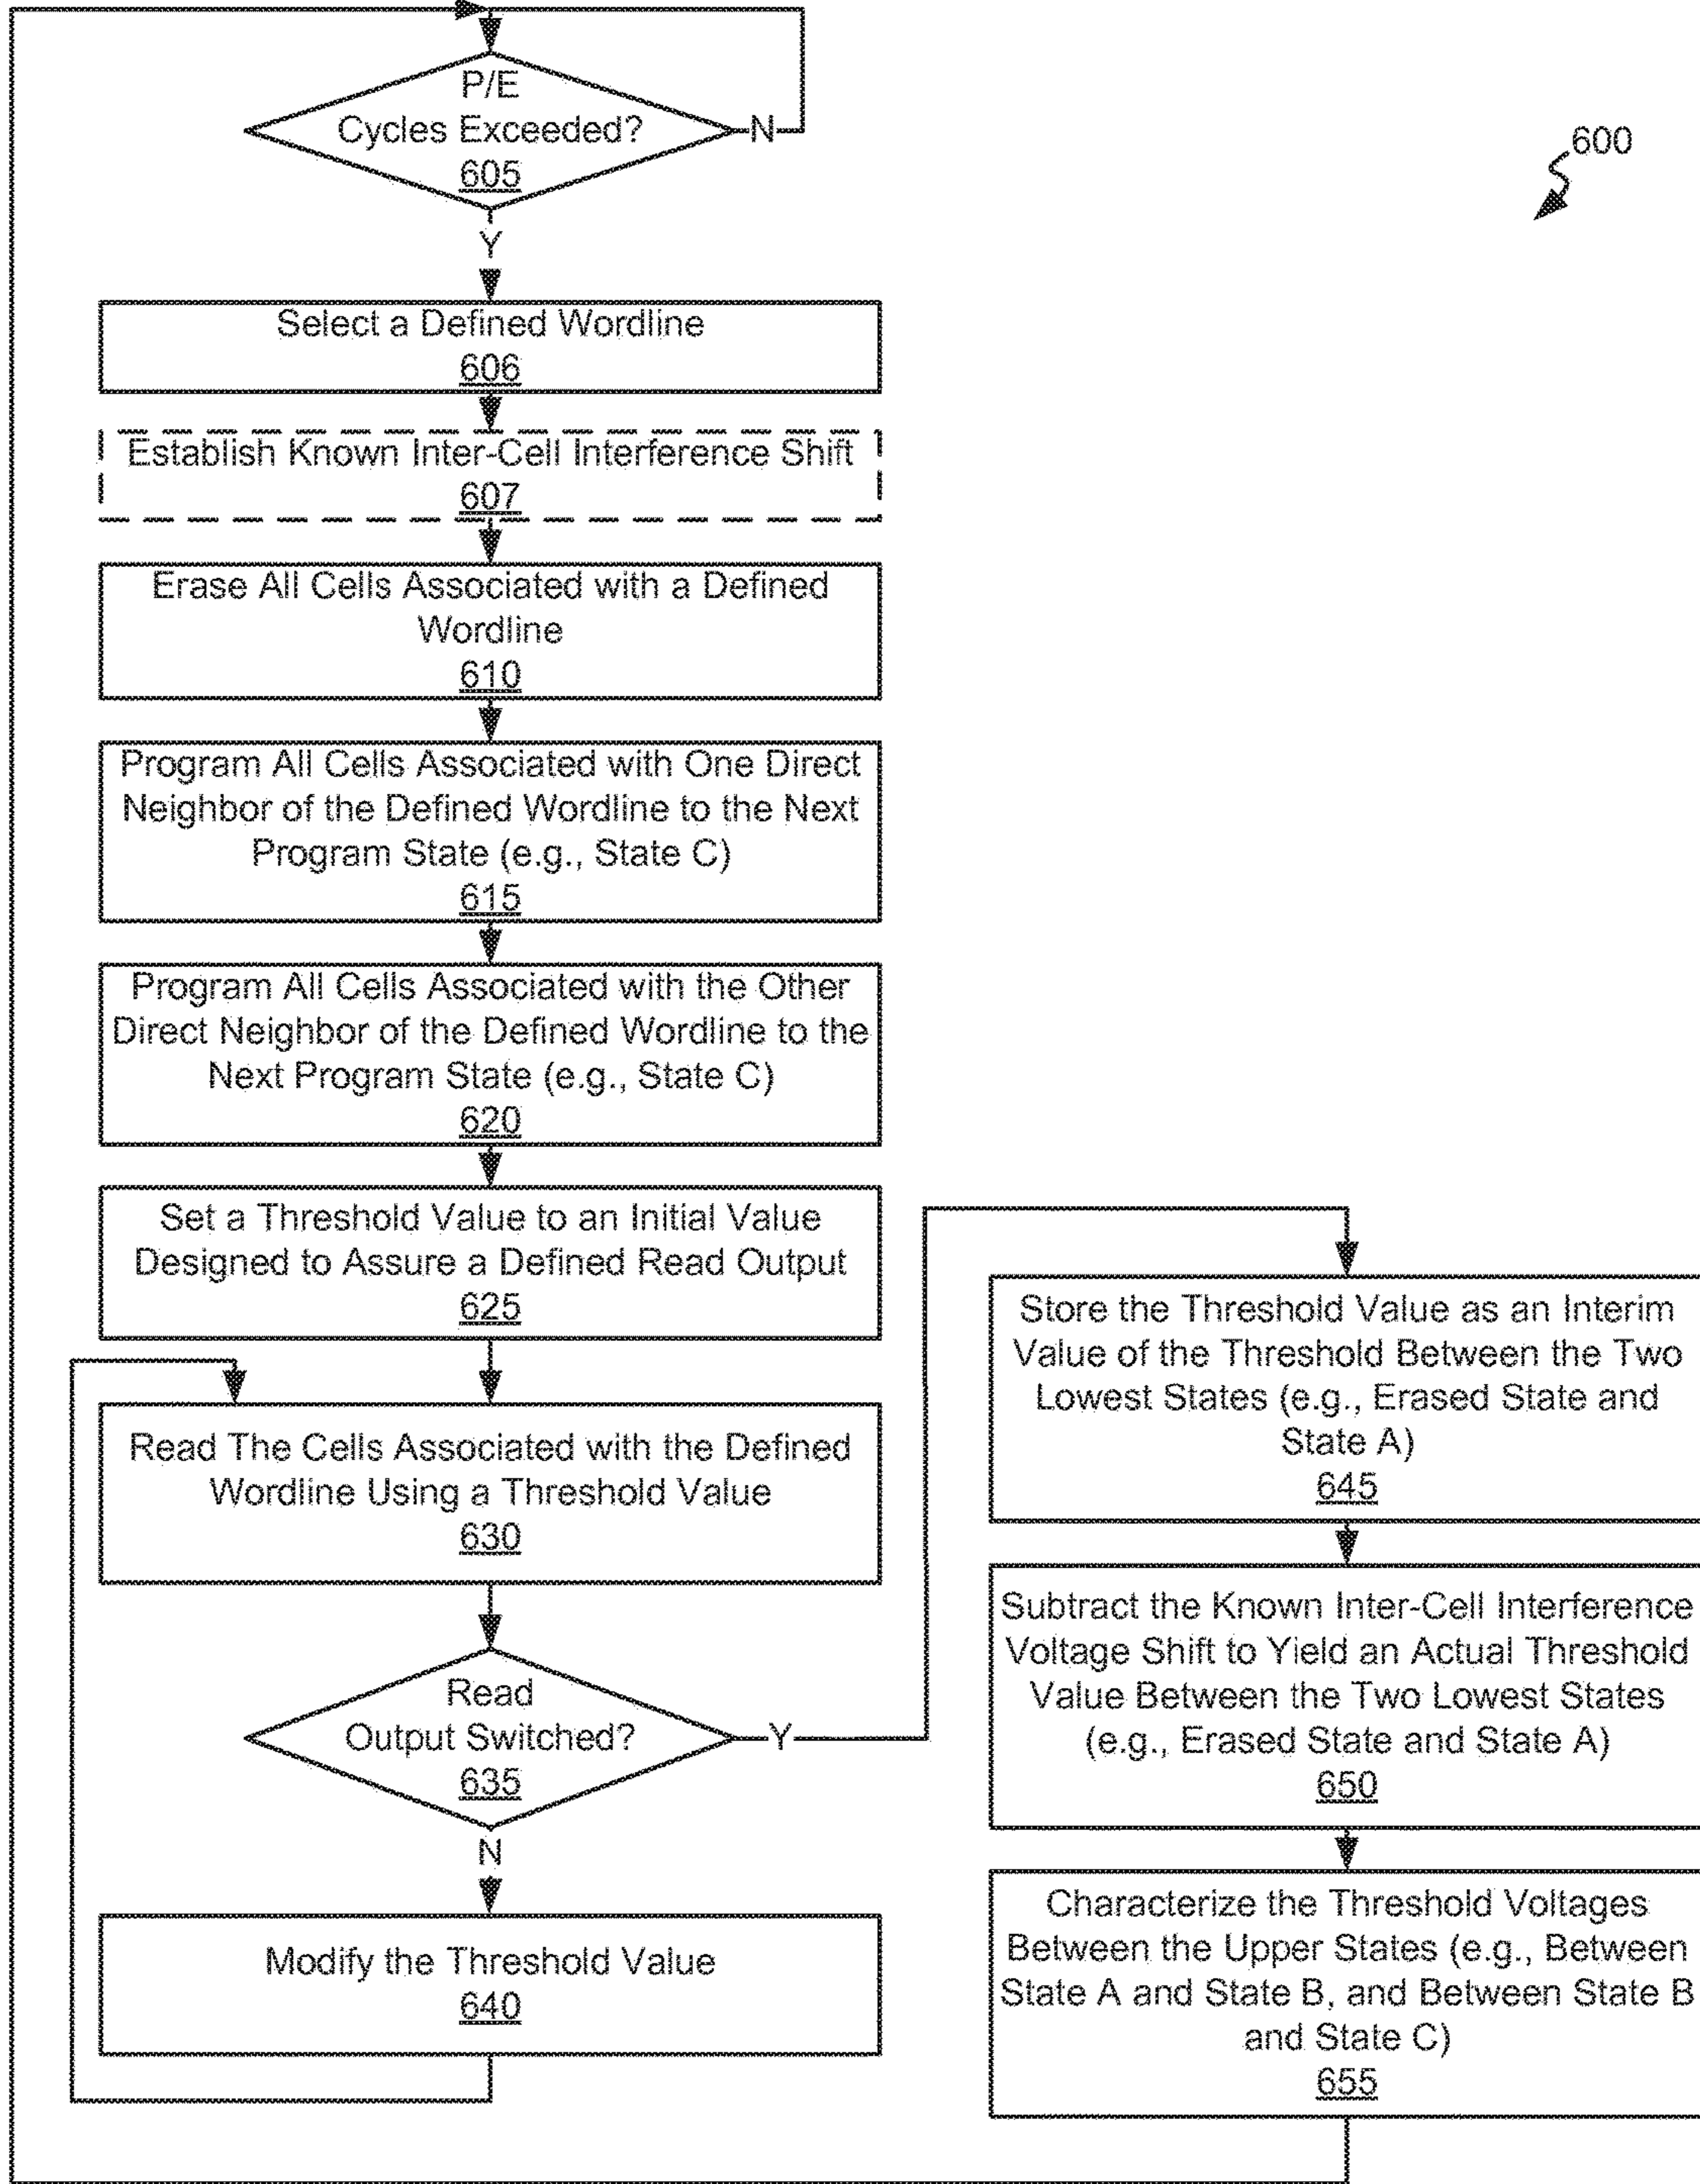 P/E
Cycles Exceeded?
605
N
Y
600
Select a Defined Wordline
606
Establish Known Inter-Cell Interference Shift
607
Erase All Cells Associated with a Defined
Wordline
610
Program All Cells Associated with One Direct
Neighbor of the Defined Wordline to the Next
Program State (e.g., State C)
615
Program All Cells Associated with the Other
Direct Neighbor of the Defined Wordline to the
Next Program State (e.g., State C)
620
Set a Threshold Value to an Initial Value
Designed to Assure a Defined Read Output
625
Read The Cells Associated with the Defined
Wordline Using a Threshold Value
630
Read
Output Switched?
635
Y
N
Modify the Threshold Value
640
Store the Threshold Value as an Interim
Value of the Threshold Between the Two
Lowest States (e.g., Erased State and
State A)
645
Subtract the Known Inter-Cell Interference
Voltage Shift to Yield an Actual Threshold
Value Between the Two Lowest States
(e.g., Erased State and State A)
650
Characterize the Threshold Voltages
Between the Upper States (e.g., Between
State A and State B, and Between State B
and State C)
655